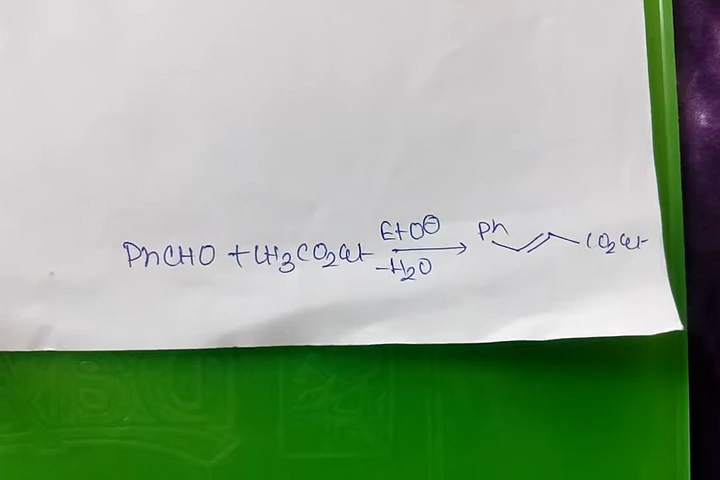 PhCHO + CH₃CO₂Et EtO⊖ -H₂O → Ph CO₂Et